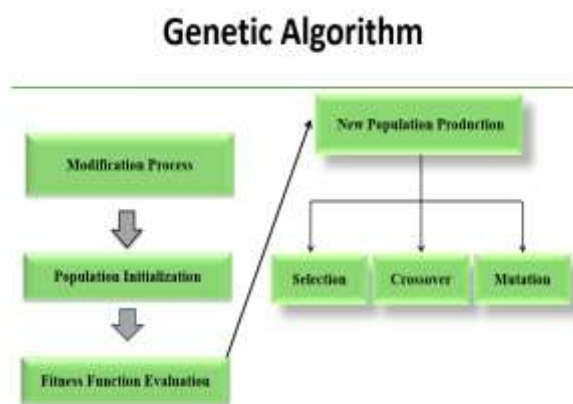 Genetic Algorithm
New Population Production
Modification Process
Population Initialization
Fitness Function Evaluation
Selection
Crossover
Mutation